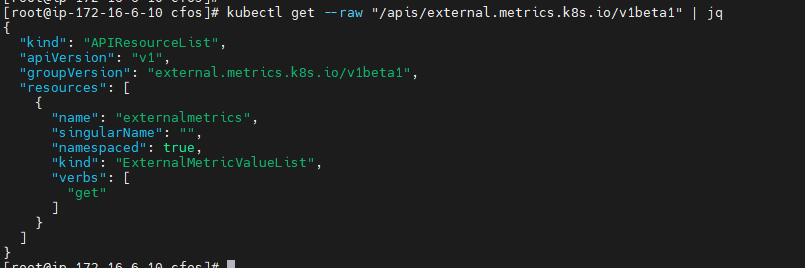 [root@ip-172-16-6-10 cfos]# kubectl get --raw "/apis/external.metrics.k8s.io/v1beta1" | jq
{
  "kind": "APIResourceList",
  "apiVersion": "v1",
  "groupVersion": "external.metrics.k8s.io/v1beta1",
  "resources": [
    {
      "name": "externalmetrics",
      "singularName": "",
      "namespaced": true,
      "kind": "ExternalMetricValueList",
      "verbs": [
        "get"
      ]
    }
  ]
}
[root@ip-172-16-6-10 cfos]#